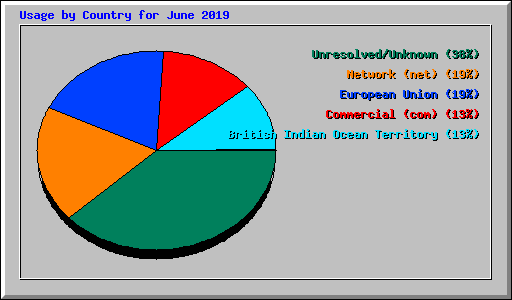 Usage by Country for June 2019
Unresolved/Unknown (38%)
Network (net) (19%)
European Union (19%)
Commercial (com) (13%)
British Indian Ocean Territory (13%)